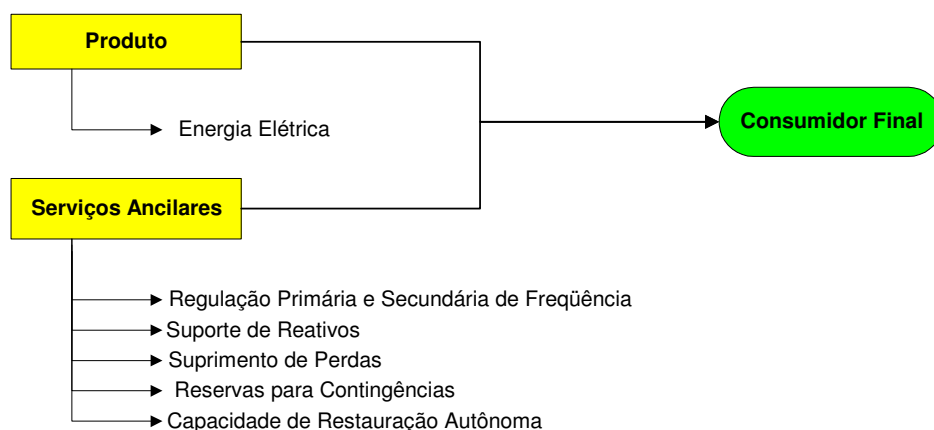 Produto
Energia Elétrica
Consumidor Final
Serviços Ancilares
Regulação Primária e Secundária de Freqüência
Suporte de Reativos
Suprimento de Perdas
Reservas para Contingências
Capacidade de Restauração Autônoma